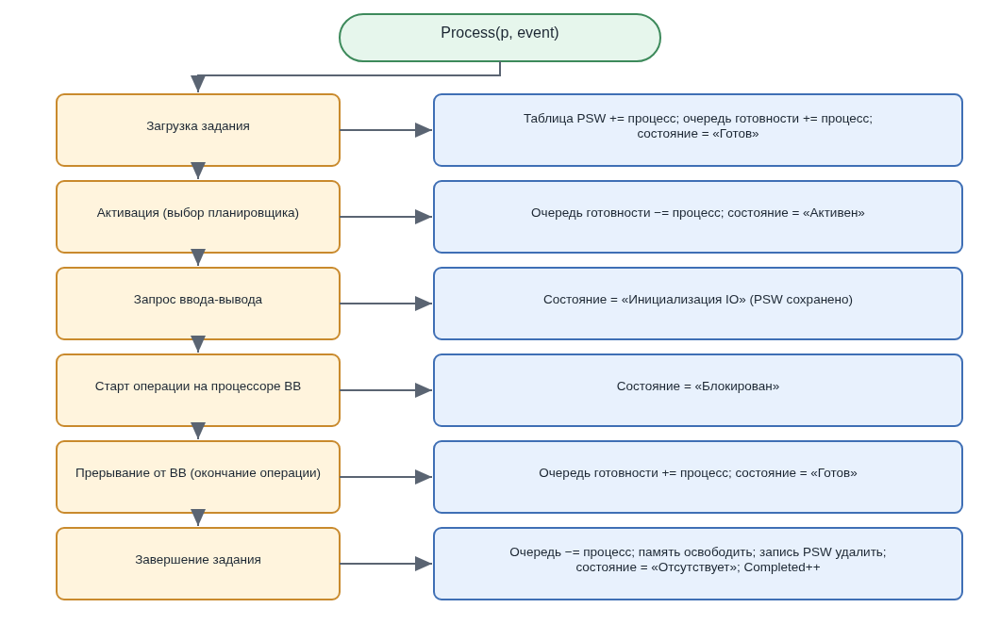 Process(p, event)
Загрузка задания
Таблица PSW += процесс; очередь готовности += процесс;
состояние = «Готов»
Активация (выбор планировщика)
Очередь готовности −= процесс; состояние = «Активен»
Запрос ввода-вывода
Состояние = «Инициализация IO» (PSW сохранено)
Старт операции на процессоре ВВ
Состояние = «Блокирован»
Прерывание от ВВ (окончание операции)
Очередь готовности += процесс; состояние = «Готов»
Завершение задания
Очередь −= процесс; память освободить; запись PSW удалить;
состояние = «Отсутствует»; Completed++